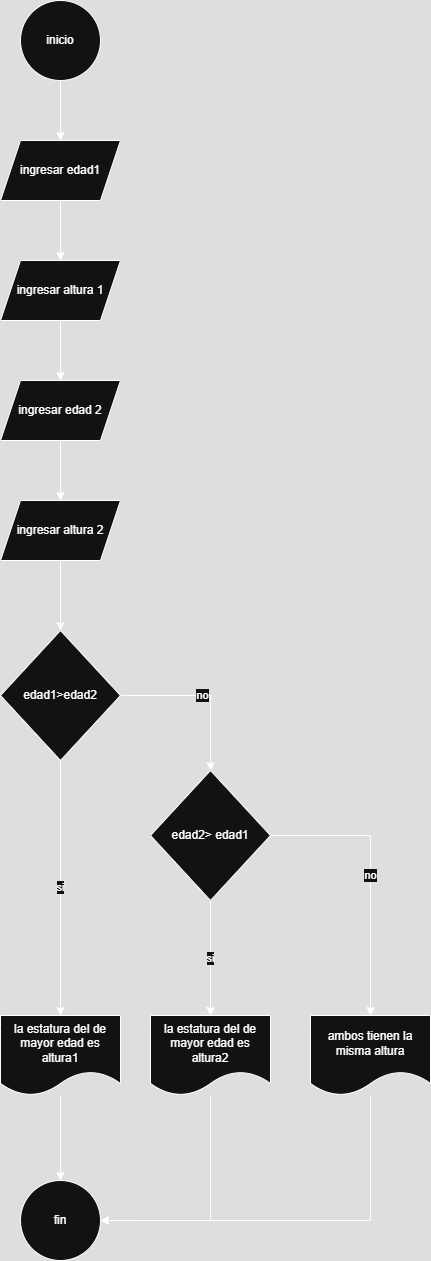 inicio
ingresar edad1
ingresar altura 1
ingresar edad 2
ingresar altura 2
edad1>edad2
no
edad2> edad1
no
si
si
la estatura del de
mayor edad es
altura1
la estatura del de
mayor edad es
altura2
ambos tienen la
misma altura
fin